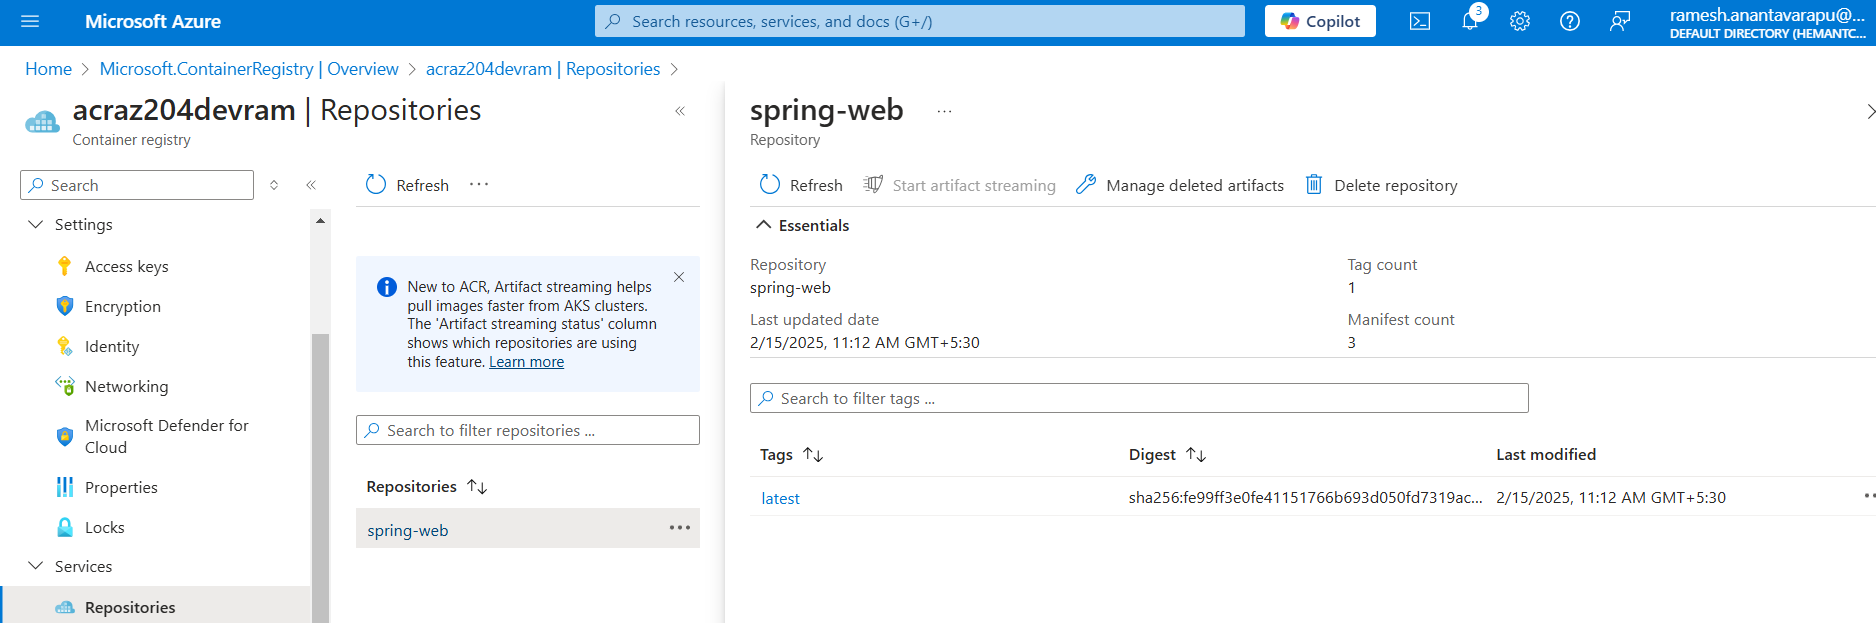 Microsoft Azure
Search resources, services, and docs (G+/)
Copilot
3
ramesh.anantavarapu@...
DEFAULT DIRECTORY (HEMANTC...
Home > Microsoft.ContainerRegistry | Overview > acraz204devram | Repositories >
acraz204devram | Repositories
Container registry
Search
Settings
Access keys
Encryption
Identity
Networking
Microsoft Defender for
Cloud
Properties
Locks
Services
Repositories
Refresh
New to ACR, Artifact streaming helps
pull images faster from AKS clusters.
The 'Artifact streaming status' column
shows which repositories are using
this feature. Learn more
Search to filter repositories ...
Repositories
spring-web
spring-web
Repository
Refresh
Start artifact streaming
Manage deleted artifacts
Delete repository
Essentials
Repository
spring-web
Last updated date
2/15/2025, 11:12 AM GMT+5:30
Tag count
1
Manifest count
3
Search to filter tags ...
Tags Digest Last modified
latest sha256:fe99ff3e0fe41151766b693d050fd7319ac... 2/15/2025, 11:12 AM GMT+5:30